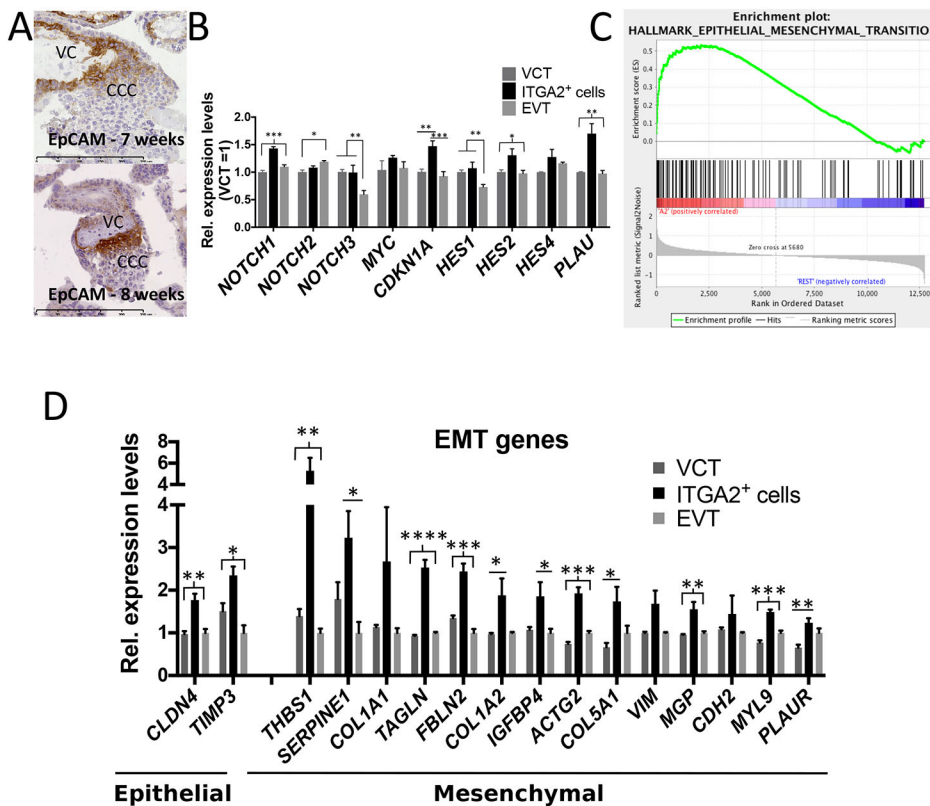 A
VC
CCC
EpCAM - 7 weeks
VC
CCC
EpCAM - 8 weeks
B
VCT
ITGA2+ cells
EVT
Rel. expression levels
(VCT =1)
2.0
1.5
1.0
0.5
0.0
*** * ** ** *** ** * **
NOTCH1 NOTCH2 NOTCH3 MYC CDKN1A HES1 HES2 HES4 PLAU
C
Enrichment plot:
HALLMARK_EPITHELIAL_MESENCHYMAL_TRANSITIO
Enrichment score (ES)
0.5
0.4
0.3
0.2
0.1
0.0
'A2' (positively correlated)
Ranked list metric (Signal2Noise)
2
1
0
-1
Zero cross at 5680
'REST' (negatively correlated)
0 2,500 5,000 7,500 10,000 12,500
Rank in Ordered Dataset
Enrichment profile Hits Ranking metric scores
D
EMT genes
VCT
ITGA2+ cells
EVT
Rel. expression levels
8
6
4
4
3
2
1
0
** * ** * **** *** * * *** * ** *** **
CLDN4 TIMP3 THBS1 SERPINE1 COL1A1 TAGLN FBLN2 COL1A2 IGFBP4 ACTG2 COL5A1 VIM MGP CDH2 MYL9 PLAUR
Epithelial Mesenchymal